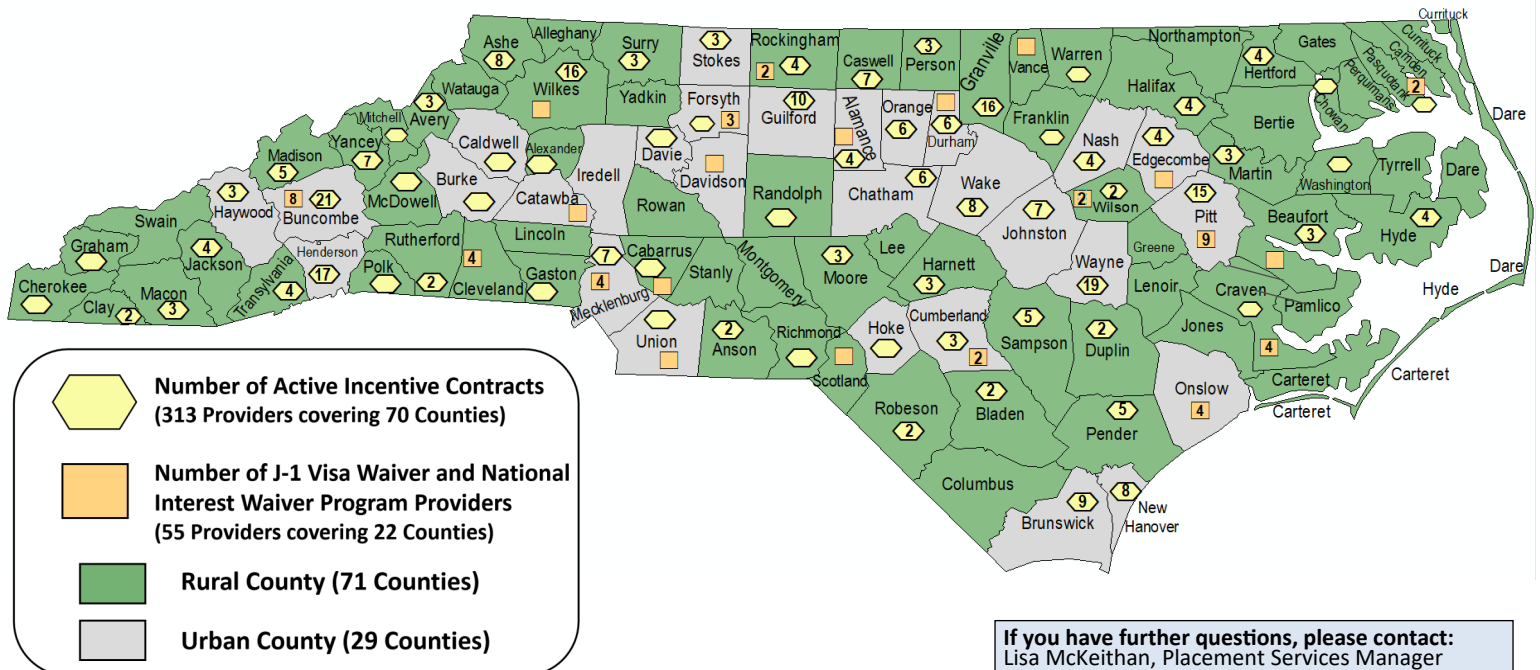 Currituck
Ashe
8
Alleghany
Surry
3
3
Stokes
Rockingham
2
4
Caswell
7
3
Person
Granville
16
Vance
Warren
Northampton
4
Hertford
Gates
Currituck
Camden
Pasquotank
Perquimans
2
Chowan
Dare
16
Wilkes
Watauga
Yadkin
Forsyth
3
10
Guilford
Alamance
4
Orange
6
6
Durham
Franklin
Halifax
4
Bertie
3
Avery
Mitchell
Yancey
7
Caldwell
Alexander
Iredell
Davie
Davidson
Randolph
Chatham
6
Wake
8
Nash
4
4
Edgecombe
3
Martin
Washington
Tyrrell
Dare
Madison
5
3
Haywood
8
21
Buncombe
McDowell
Burke
Catawba
Rowan
7
Johnston
2
2
Wilson
15
Pitt
9
Beaufort
3
4
Hyde
Swain
Graham
4
Jackson
Henderson
17
Rutherford
2
Polk
4
Cleveland
Lincoln
Gaston
7
4
Mecklenburg
Cabarrus
Stanly
Montgomery
3
Moore
Lee
Harnett
3
Wayne
19
Greene
Lenoir
Craven
Pamlico
Hyde
Dare
Cherokee
Clay
2
Macon
3
Transylvania
4
Union
2
Anson
Richmond
Scotland
Hoke
Cumberland
3
2
5
Sampson
2
Duplin
Jones
4
Carteret
Carteret
Carteret
Onslow
4
Robeson
2
2
Bladen
5
Pender
Columbus
9
Brunswick
8
New
Hanover
Number of Active Incentive Contracts
(313 Providers covering 70 Counties)
Number of J-1 Visa Waiver and National
Interest Waiver Program Providers
(55 Providers covering 22 Counties)
Rural County (71 Counties)
Urban County (29 Counties)
If you have further questions, please contact:
Lisa McKeithan, Placement Services Manager